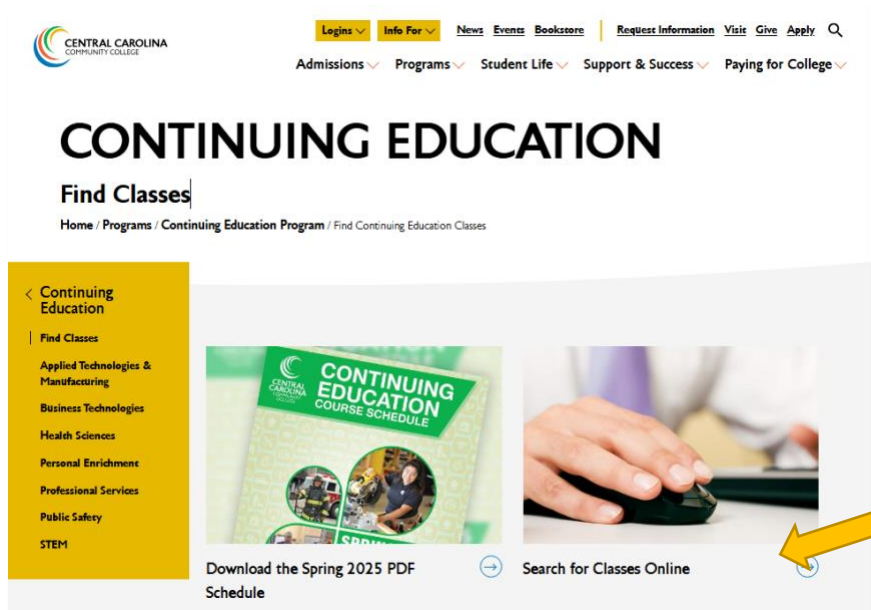 Logins Info For News Events Bookstore Request Information Visit Give Apply
CENTRAL CAROLINA
COMMUNITY COLLEGE
Admissions Programs Student Life Support & Success Paying for College
CONTINUING EDUCATION
Find Classes
Home / Programs / Continuing Education Program / Find Continuing Education Classes
Continuing
Education
Find Classes
Applied Technologies &
Manufacturing
Business Technologies
Health Sciences
Personal Enrichment
Professional Services
Public Safety
STEM
CENTRAL
CAROLINA
CONTINUING
EDUCATION
COURSE SCHEDULE
Download the Spring 2025 PDF
Schedule
Search for Classes Online